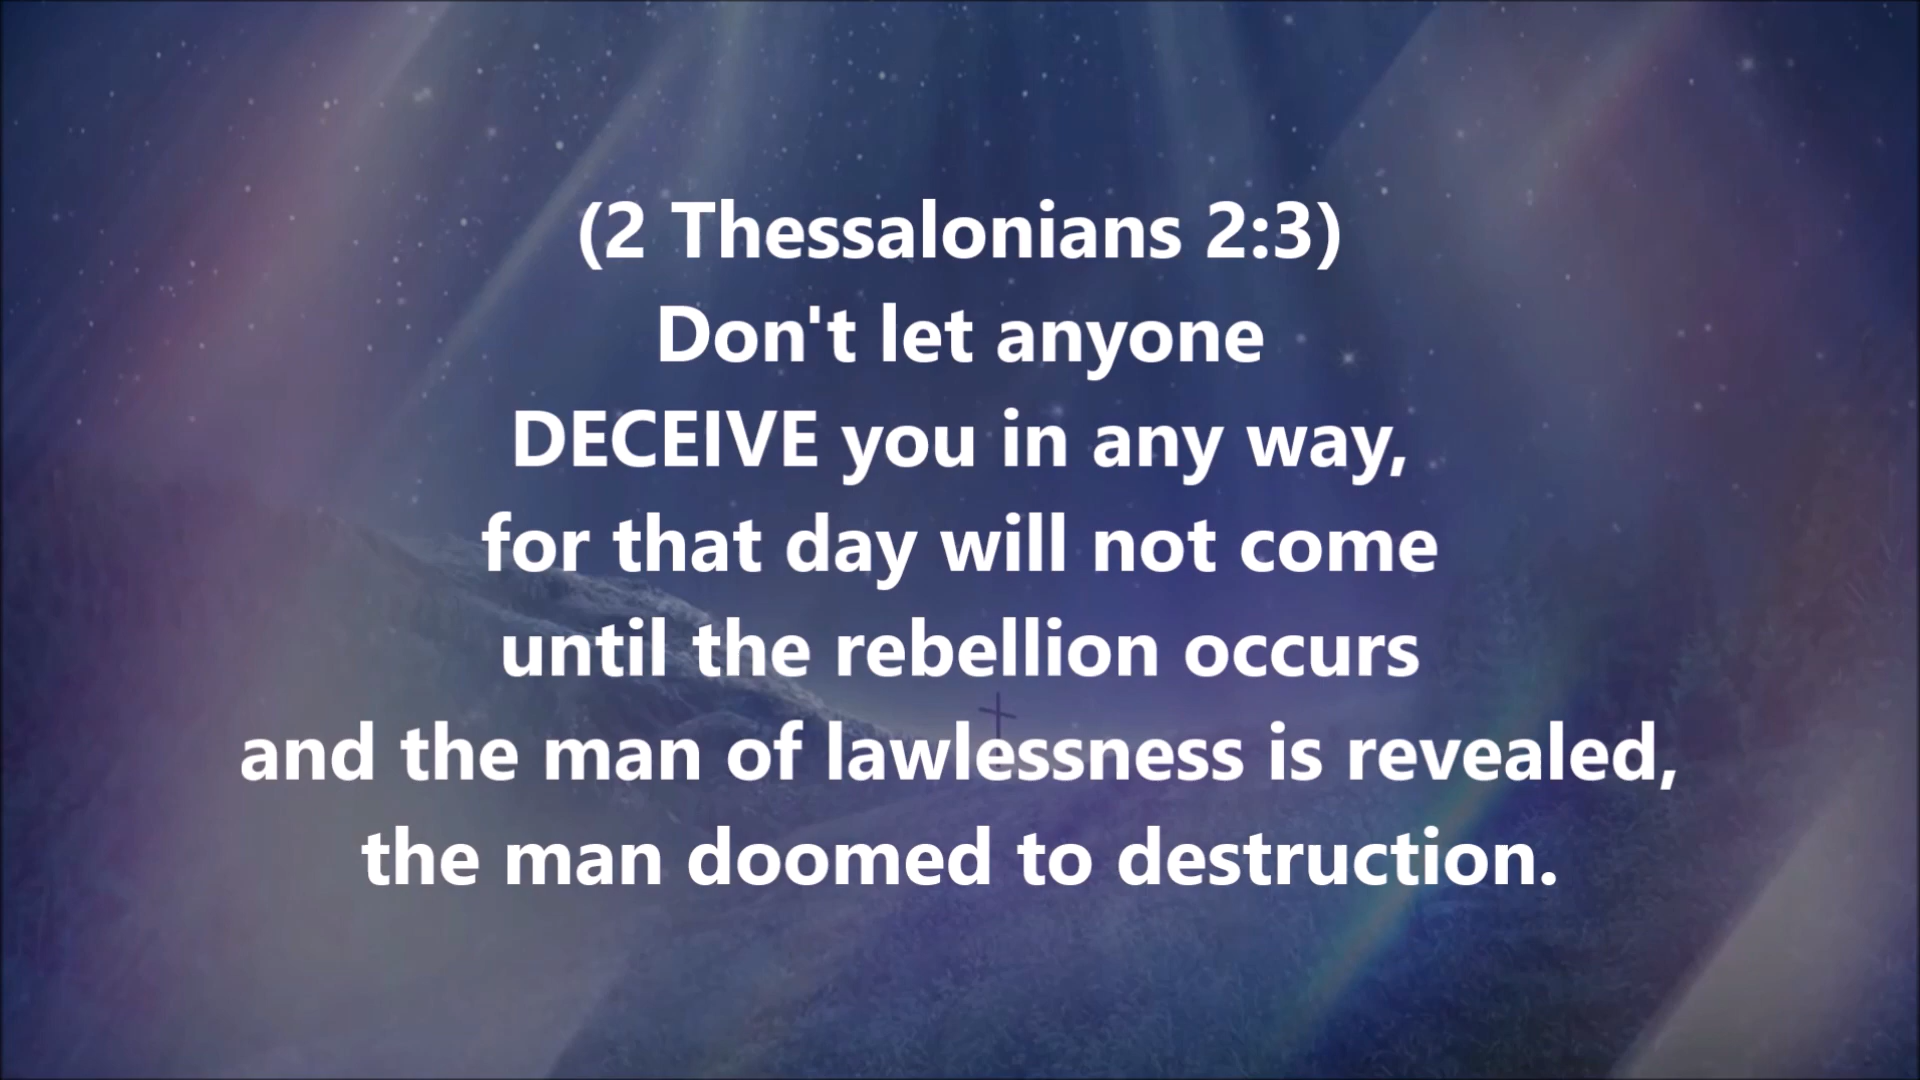 (2 Thessalonians 2:3)
Don't let anyone
DECEIVE you in any way,
for that day will not come
until the rebellion occurs
and the man of lawlessness is revealed,
the man doomed to destruction.